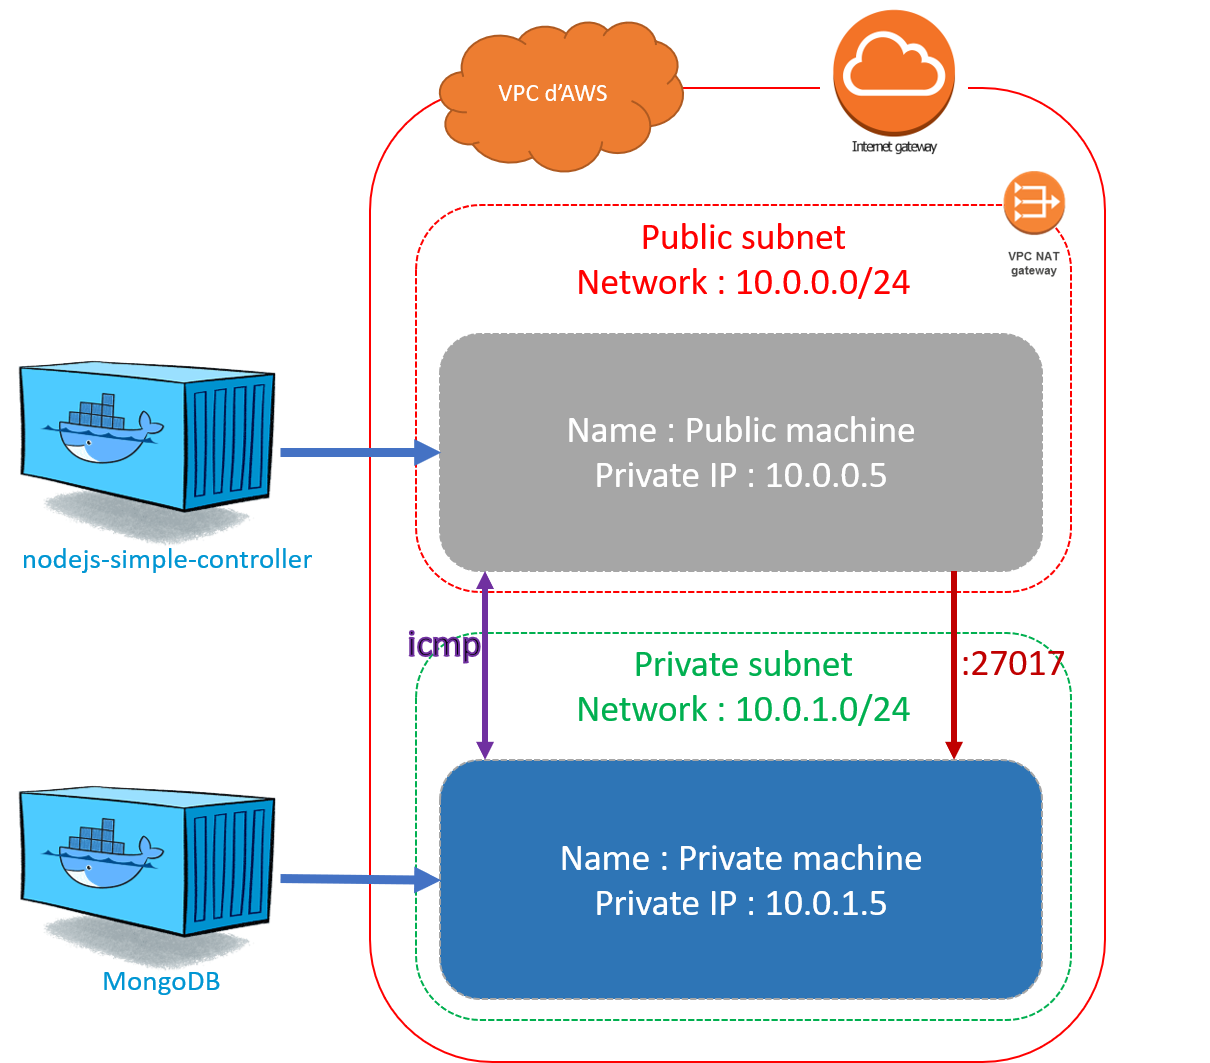 VPC d'AWS
Internet gateway
VPC NAT
gateway
Public subnet
Network : 10.0.0.0/24
Name : Public machine
Private IP : 10.0.0.5
nodejs-simple-controller
icmp
:27017
Private subnet
Network : 10.0.1.0/24
Name : Private machine
Private IP : 10.0.1.5
MongoDB